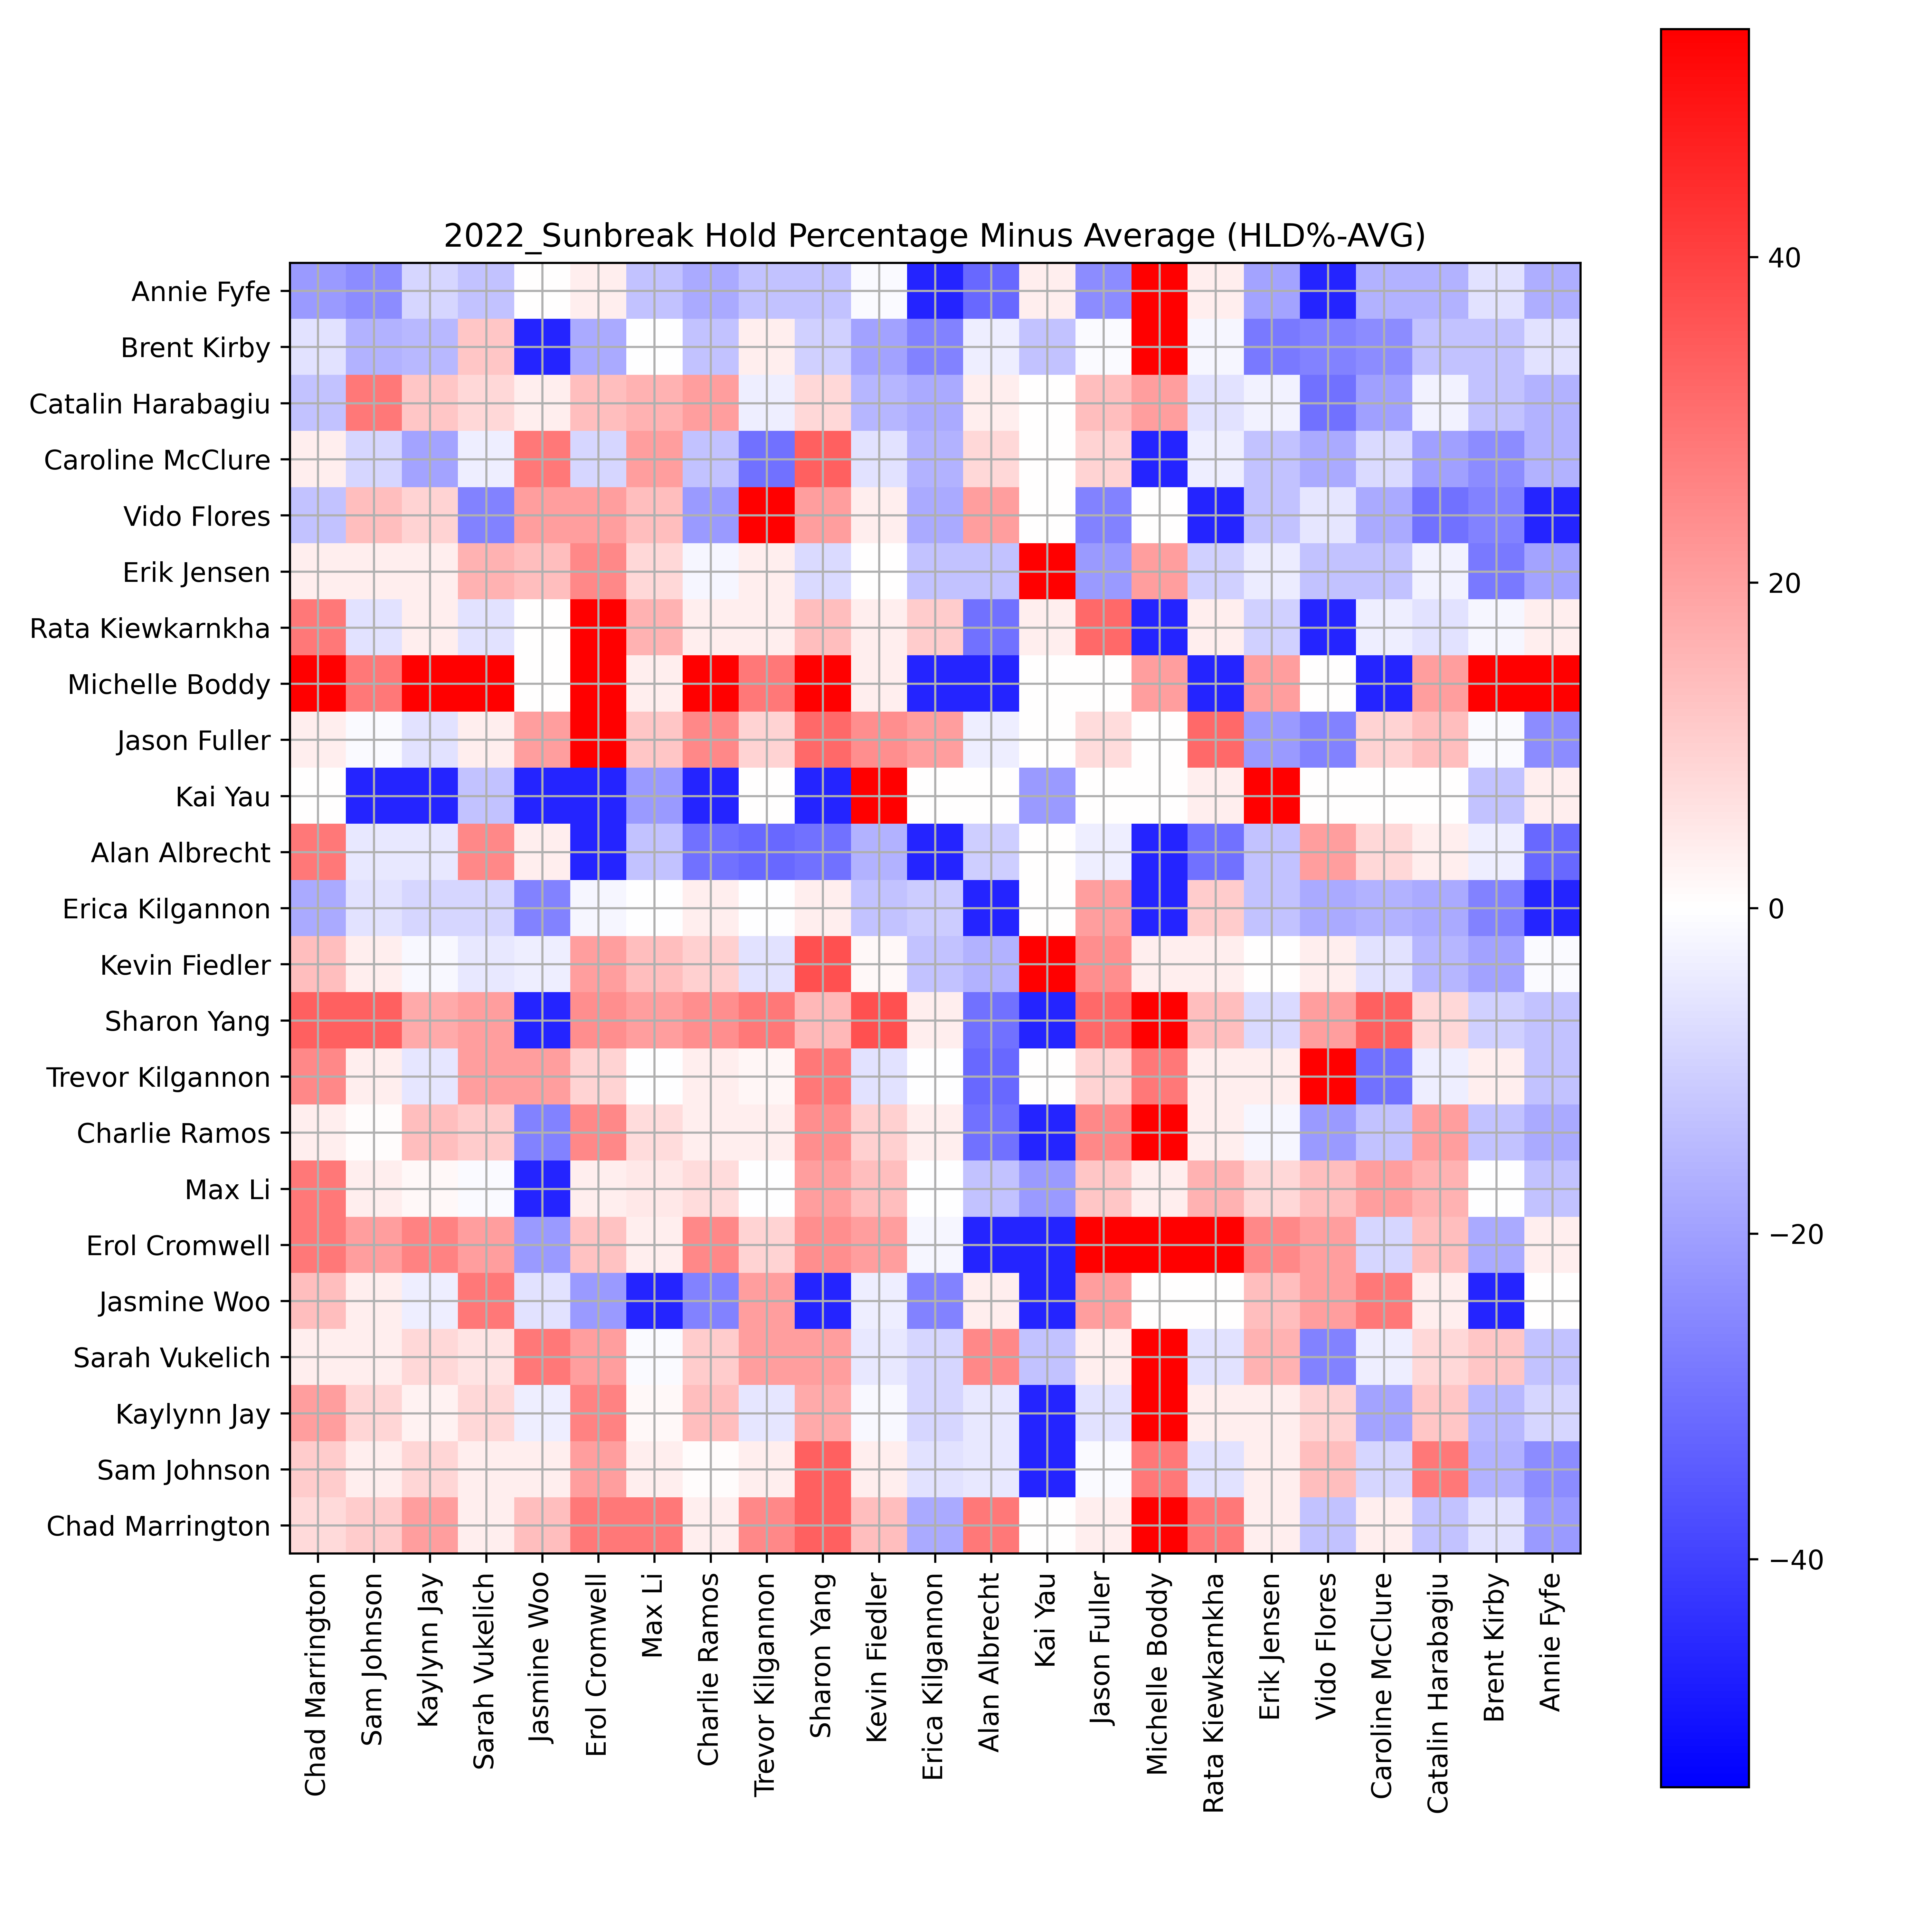 2022_Sunbreak Hold Percentage Minus Average (HLD%-AVG)
Annie Fyfe
Brent Kirby
Catalin Harabagiu
Caroline McClure
Vido Flores
Erik Jensen
Rata Kiewkarnkha
Michelle Boddy
Jason Fuller
Kai Yau
Alan Albrecht
Erica Kilgannon
Kevin Fiedler
Sharon Yang
Trevor Kilgannon
Charlie Ramos
Max Li
Erol Cromwell
Jasmine Woo
Sarah Vukelich
Kaylynn Jay
Sam Johnson
Chad Marrington
Chad Marrington
Sam Johnson
Kaylynn Jay
Sarah Vukelich
Jasmine Woo
Erol Cromwell
Max Li
Charlie Ramos
Trevor Kilgannon
Sharon Yang
Kevin Fiedler
Erica Kilgannon
Alan Albrecht
Kai Yau
Jason Fuller
Michelle Boddy
Rata Kiewkarnkha
Erik Jensen
Vido Flores
Caroline McClure
Catalin Harabagiu
Brent Kirby
Annie Fyfe
40
20
0
−20
−40